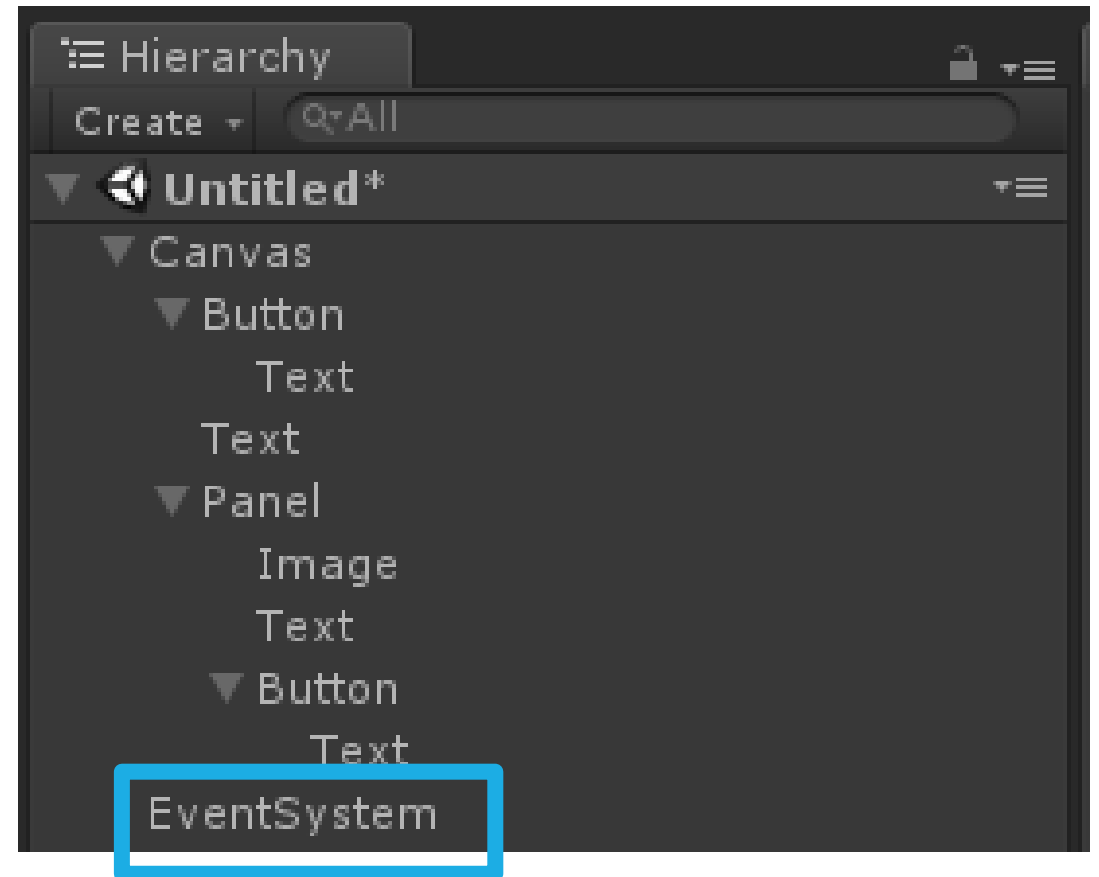 Hierarchy
Create All
Untitled*
Canvas
Button
Text
Text
Panel
Image
Text
Button
Text
EventSystem